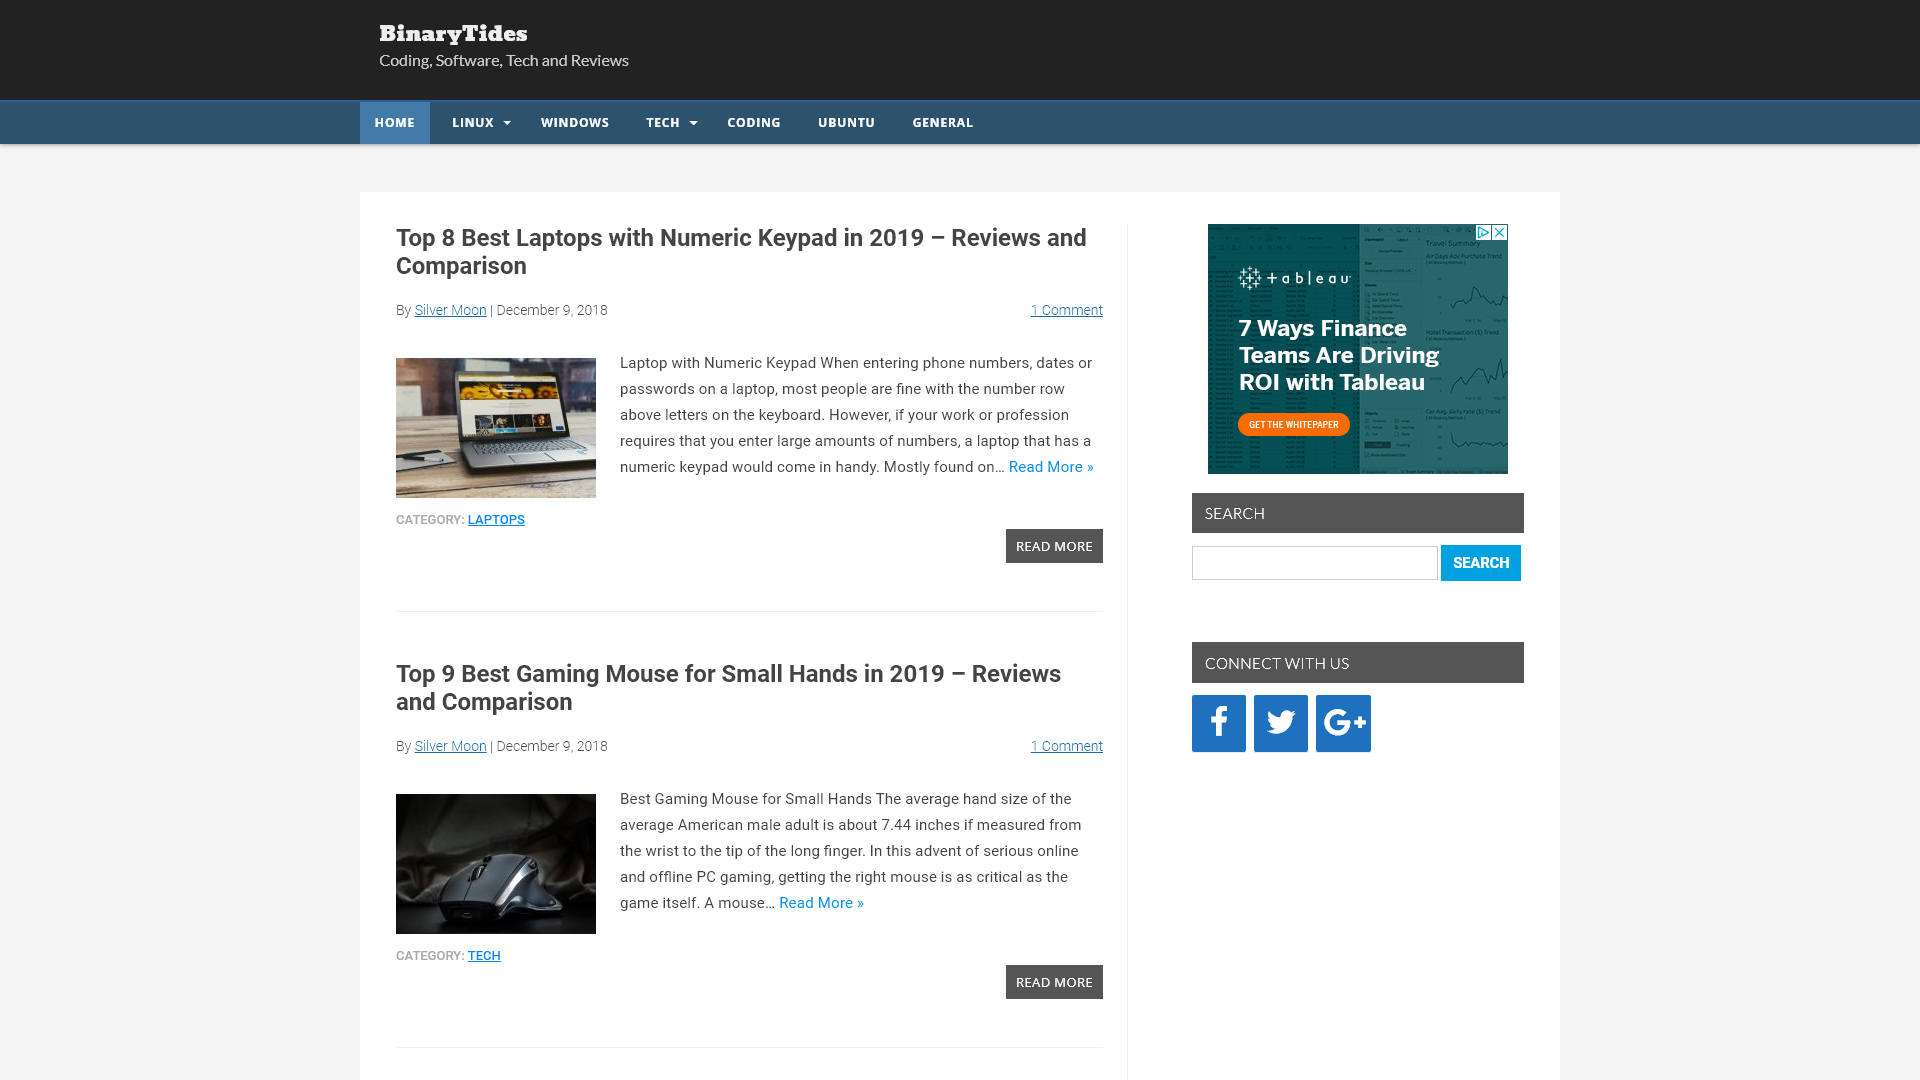 BinaryTides
Coding, Software, Tech and Reviews
HOME LINUX WINDOWS TECH CODING UBUNTU GENERAL
Top 8 Best Laptops with Numeric Keypad in 2019 – Reviews and
Comparison
By Silver Moon | December 9, 2018
1 Comment
Laptop with Numeric Keypad When entering phone numbers, dates or
passwords on a laptop, most people are fine with the number row
above letters on the keyboard. However, if your work or profession
requires that you enter large amounts of numbers, a laptop that has a
numeric keypad would come in handy. Mostly found on… Read More »
CATEGORY: LAPTOPS
READ MORE
Top 9 Best Gaming Mouse for Small Hands in 2019 – Reviews
and Comparison
By Silver Moon | December 9, 2018
1 Comment
Best Gaming Mouse for Small Hands The average hand size of the
average American male adult is about 7.44 inches if measured from
the wrist to the tip of the long finger. In this advent of serious online
and offline PC gaming, getting the right mouse is as critical as the
game itself. A mouse… Read More »
CATEGORY: TECH
READ MORE
tableau
Travel Summary
7 Ways Finance
Teams Are Driving
ROI with Tableau
GET THE WHITEPAPER
SEARCH
SEARCH
CONNECT WITH US